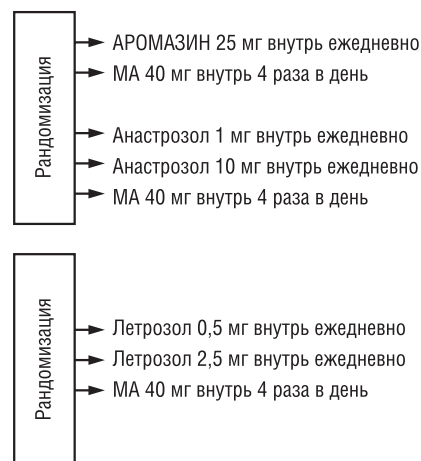 Рандомизация
АРОМАЗИН 25 мг внутрь ежедневно
МА 40 мг внутрь 4 раза в день
Анастрозол 1 мг внутрь ежедневно
Анастрозол 10 мг внутрь ежедневно
МА 40 мг внутрь 4 раза в день
Рандомизация
Летрозол 0,5 мг внутрь ежедневно
Летрозол 2,5 мг внутрь ежедневно
МА 40 мг внутрь 4 раза в день